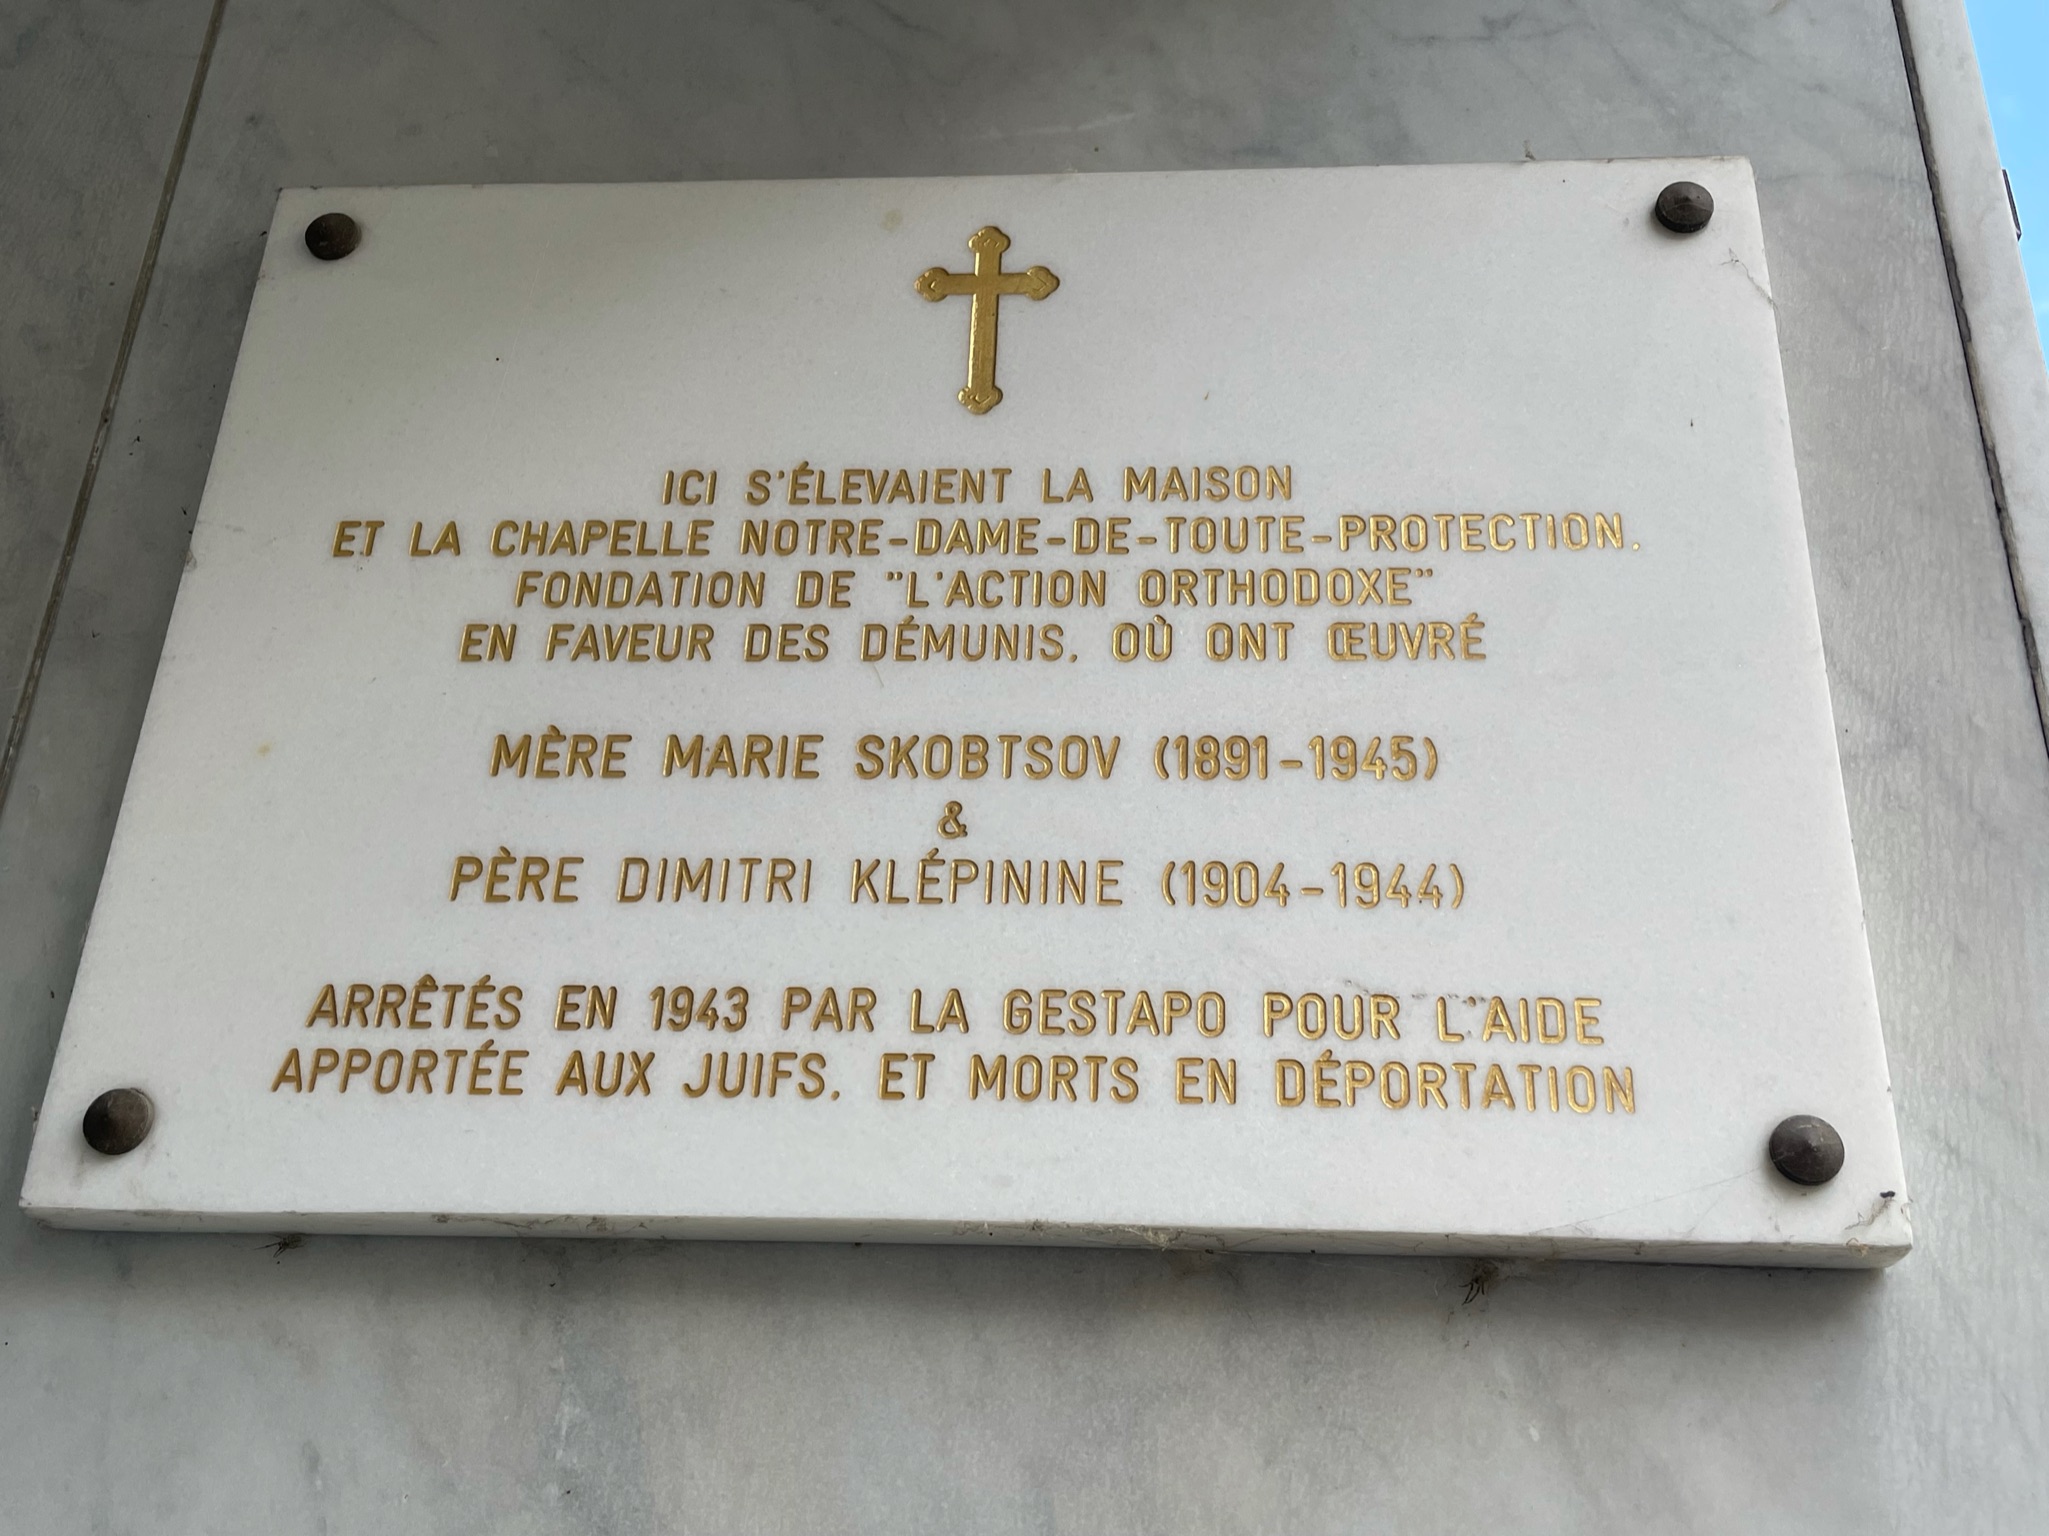 ICI S'ÉLEVAIENT LA MAISON
ET LA CHAPELLE NOTRE-DAME-DE-TOUTE-PROTECTION.
FONDATION DE "L'ACTION ORTHODOXE"
EN FAVEUR DES DÉMUNIS. OÙ ONT ŒUVRÉ
MÈRE MARIE SKOBTSOV (1891-1945)
&
PÈRE DIMITRI KLÉPININE (1904-1944)
ARRÊTÉS EN 1943 PAR LA GESTAPO POUR L'AIDE
APPORTÉE AUX JUIFS. ET MORTS EN DÉPORTATION